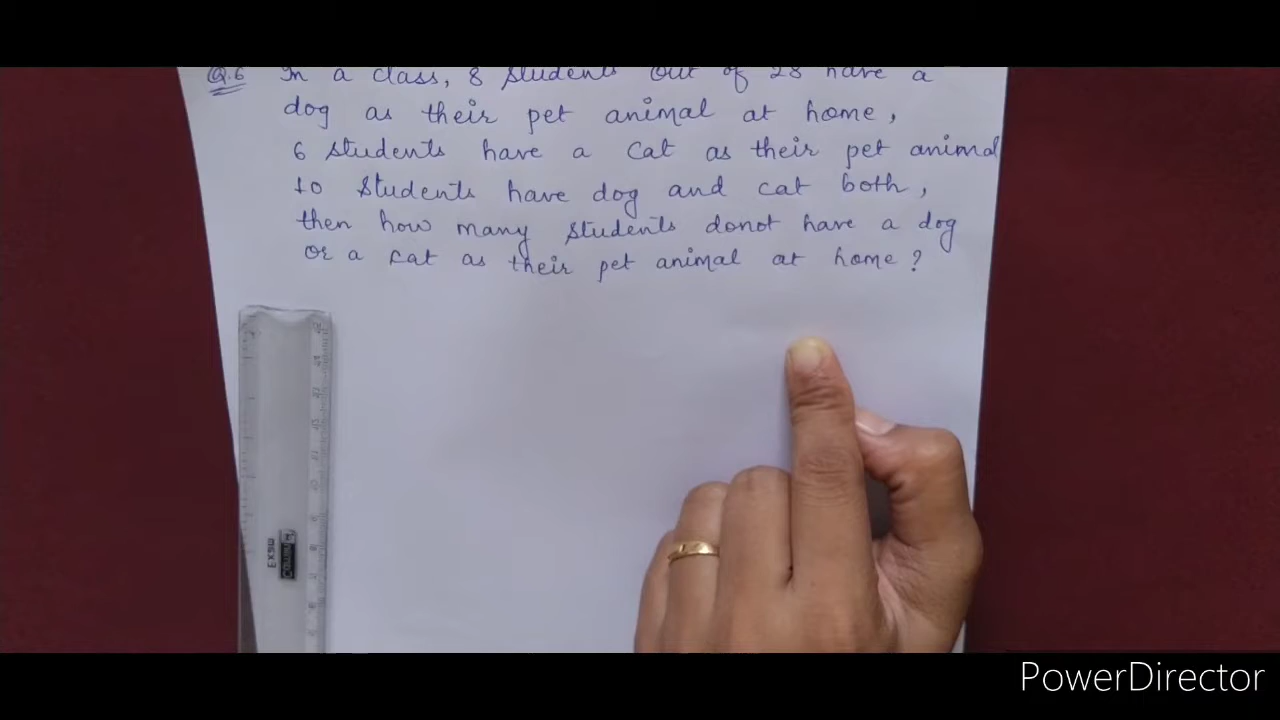 Q.6 In a class, 8 students out of 28 have a
dog as their pet animal at home,
6 students have a cat as their pet animal
10 students have dog and cat both,
then how many students donot have a dog
or a cat as their pet animal at home?
PowerDirector